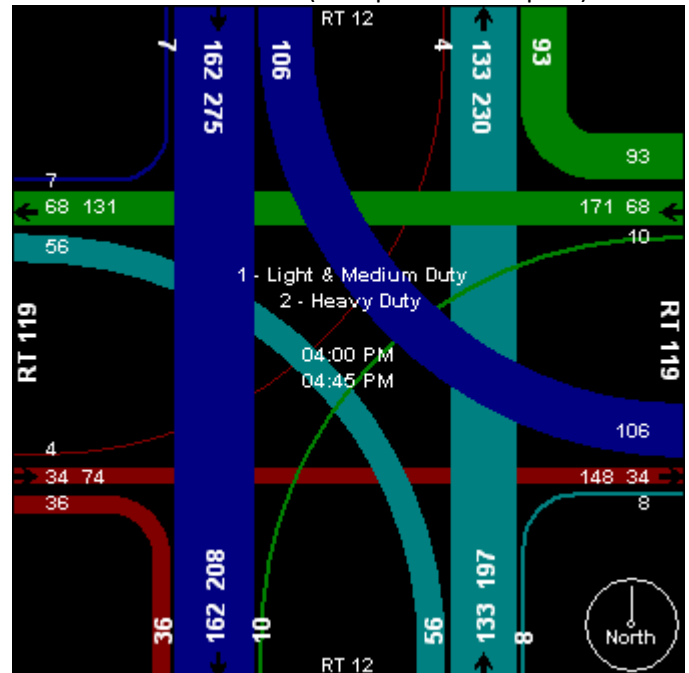 RT 12
7
162 275
106
4
133 230
93
93
7
68 131
171 68
56
10
1 - Light & Medium Duty
2 - Heavy Duty
RT 119
RT 119
04:00 PM
04:45 PM
106
4
34 74
148 34
36
8
36
162 208
10
56
133 197
8
North
RT 12